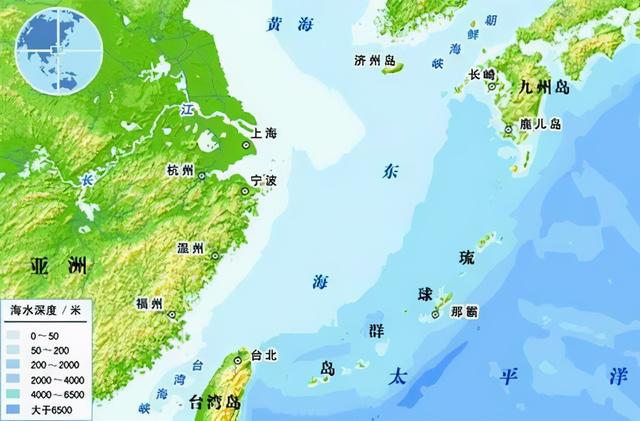 黄海
朝鲜海峡
济州岛
长崎
九州岛
鹿儿岛
长江
上海
杭州
宁波
东海
温州
亚洲
福州
琉球群岛
那霸
台北
台湾海峡
台湾岛
太平洋
海水深度 / 米
0～50
50～200
200～2000
2000～4000
4000～6500
大于6500